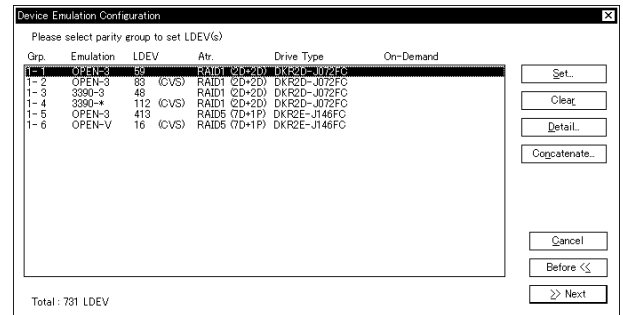 Device Emulation Configuration
Please select parity group to set LDEV(s)
Grp. Emulation LDEV Atr. Drive Type On-Demand
1- 1 OPEN-3 59 RAID1 (2D+2D) DKR2D-J072FC
1- 2 OPEN-3 83 (CVS) RAID1 (2D+2D) DKR2D-J072FC
1- 3 3390-3 48 RAID1 (2D+2D) DKR2D-J072FC
1- 4 3390-* 112 (CVS) RAID1 (2D+2D) DKR2D-J072FC
1- 5 OPEN-3 413 RAID5 (7D+1P) DKR2E-J146FC
1- 6 OPEN-V 16 (CVS) RAID5 (7D+1P) DKR2E-J146FC
Set...
Clear
Detail...
Concatenate...
Cancel
Before <<
>> Next
Total : 731 LDEV